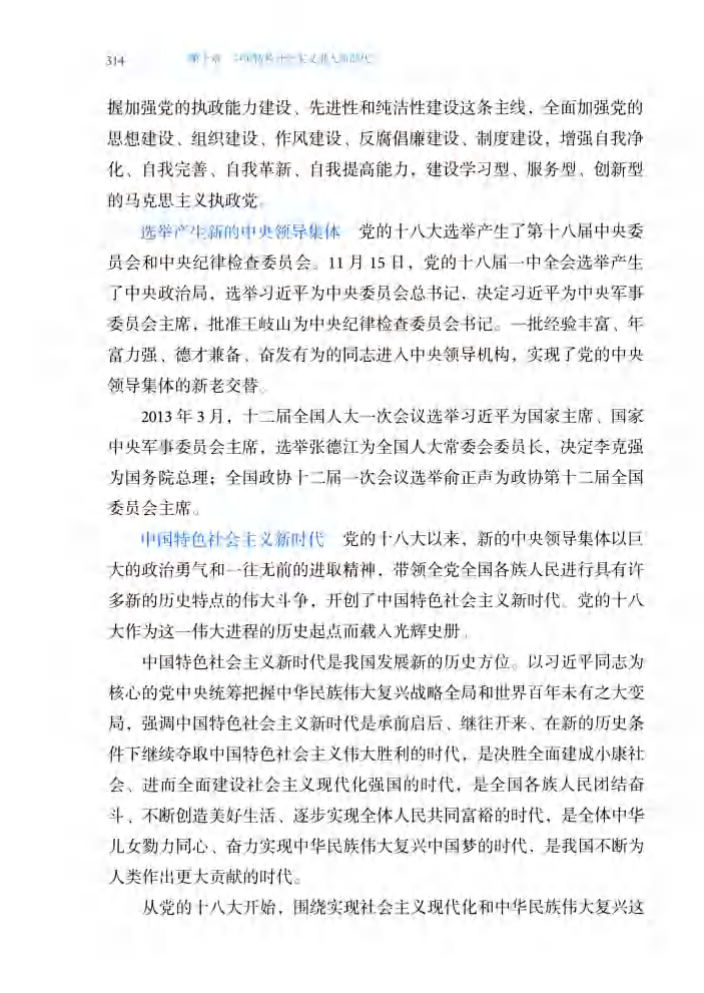 314 第十章 中国特色社会主义进入新时代
握加强党的执政能力建设、先进性和纯洁性建设这条主线，全面加强党的
思想建设、组织建设、作风建设、反腐倡廉建设、制度建设，增强自我净
化、自我完善、自我革新、自我提高能力，建设学习型、服务型、创新型
的马克思主义执政党。
选举产生新的中央领导集体 党的十八大选举产生了第十八届中央委
员会和中央纪律检查委员会。11 月 15 日，党的十八届一中全会选举产生
了中央政治局，选举习近平为中央委员会总书记，决定习近平为中央军事
委员会主席，批准王岐山为中央纪律检查委员会书记。一批经验丰富、年
富力强、德才兼备、奋发有为的同志进入中央领导机构，实现了党的中央
领导集体的新老交替。
2013 年 3 月，十二届全国人大一次会议选举习近平为国家主席、国家
中央军事委员会主席，选举张德江为全国人大常委会委员长，决定李克强
为国务院总理；全国政协十二届一次会议选举俞正声为政协第十二届全国
委员会主席。
中国特色社会主义新时代 党的十八大以来，新的中央领导集体以巨
大的政治勇气和一往无前的进取精神，带领全党全国各族人民进行具有许
多新的历史特点的伟大斗争，开创了中国特色社会主义新时代。党的十八
大作为这一伟大进程的历史起点而载入光辉史册。
中国特色社会主义新时代是我国发展新的历史方位。以习近平同志为
核心的党中央统筹把握中华民族伟大复兴战略全局和世界百年未有之大变
局，强调中国特色社会主义新时代是承前启后、继往开来、在新的历史条
件下继续夺取中国特色社会主义伟大胜利的时代，是决胜全面建成小康社
会、进而全面建设社会主义现代化强国的时代，是全国各族人民团结奋
斗、不断创造美好生活、逐步实现全体人民共同富裕的时代，是全体中华
儿女勠力同心、奋力实现中华民族伟大复兴中国梦的时代，是我国不断为
人类作出更大贡献的时代。
从党的十八大开始，围绕实现社会主义现代化和中华民族伟大复兴这